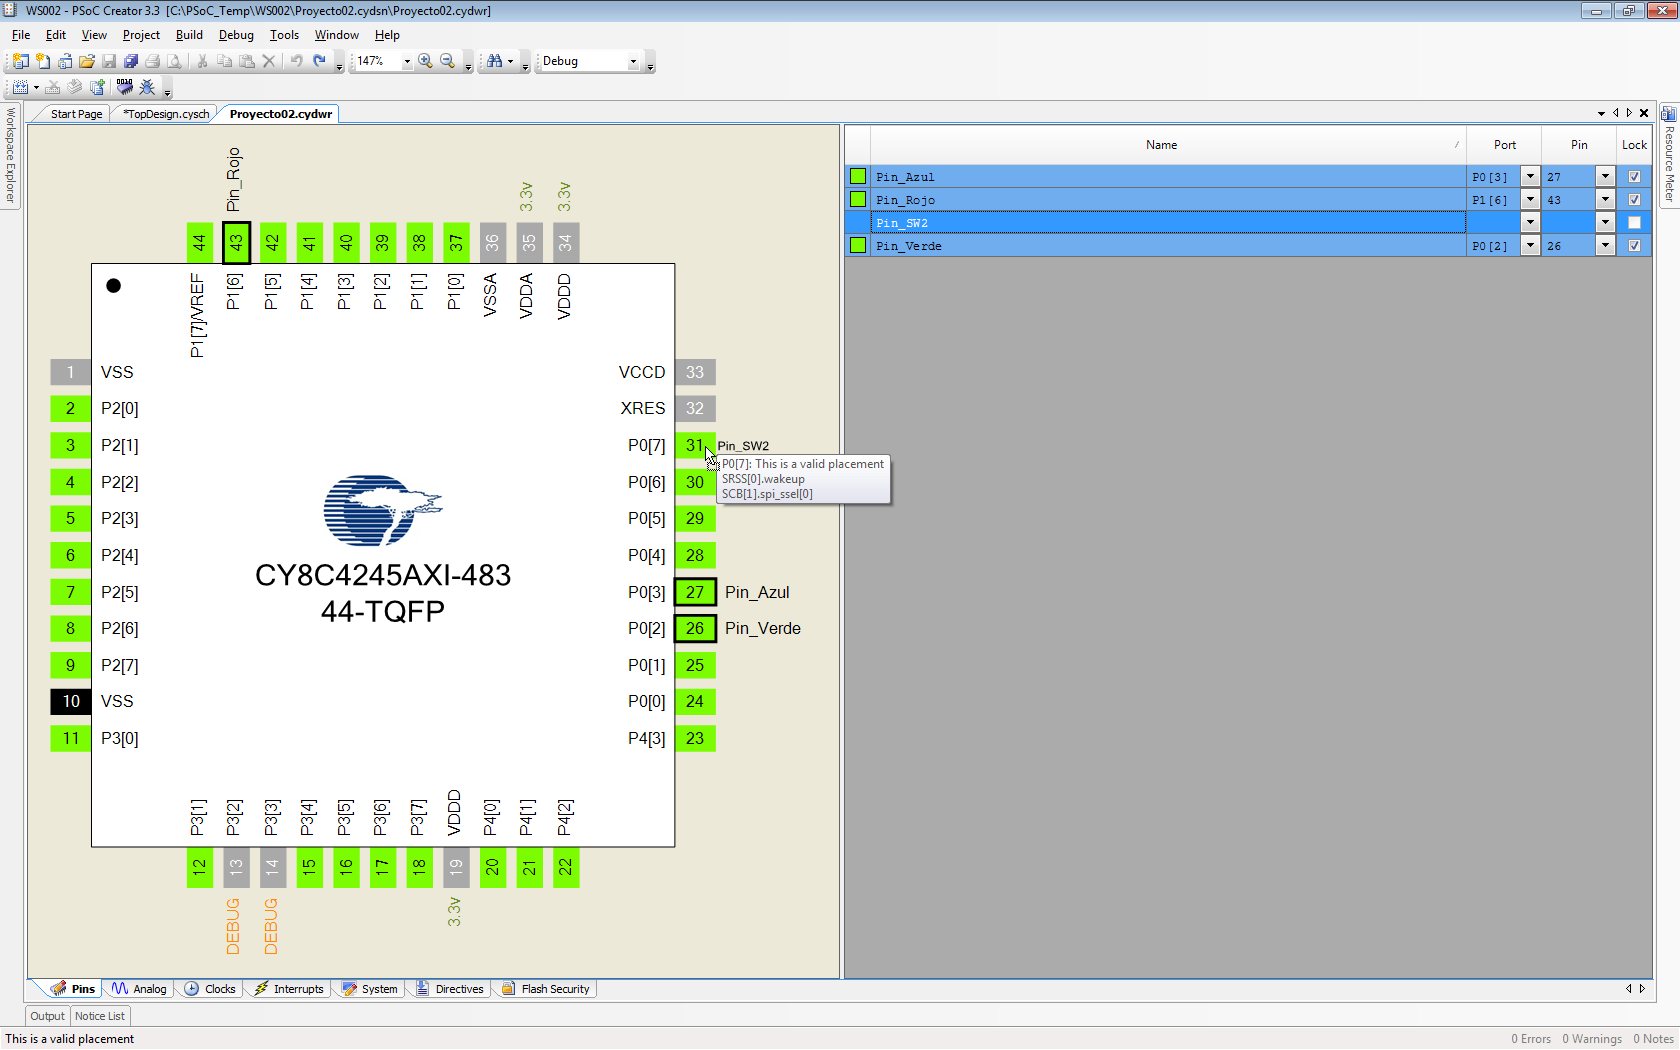 WS002 - PSoC Creator 3.3  [C:\PSoC_Temp\WS002\Proyecto02.cydsn\Proyecto02.cydwr]
File Edit View Project Build Debug Tools Window Help
147% Debug
Start Page *TopDesign.cysch Proyecto02.cydwr
Workspace Explorer
Resource Meter
Name / Port Pin Lock
Pin_Azul P0[3] 27
Pin_Rojo P1[6] 43
Pin_SW2
Pin_Verde P0[2] 26
Pin_Rojo 3.3v 3.3v
44 43 42 41 40 39 38 37 36 35 34
P1[7]/VREF P1[6] P1[5] P1[4] P1[3] P1[2] P1[1] P1[0] VSSA VDDA VDDD
1 VSS VCCD 33
2 P2[0] XRES 32
3 P2[1] P0[7] 31 Pin_SW2
P0[7]: This is a valid placement
SRSS[0].wakeup
SCB[1].spi_ssel[0]
4 P2[2] P0[6] 30
5 P2[3] P0[5] 29
6 P2[4] P0[4] 28
CY8C4245AXI-483
44-TQFP
7 P2[5] P0[3] 27 Pin_Azul
8 P2[6] P0[2] 26 Pin_Verde
9 P2[7] P0[1] 25
10 VSS P0[0] 24
11 P3[0] P4[3] 23
P3[1] P3[2] P3[3] P3[4] P3[5] P3[6] P3[7] VDDD P4[0] P4[1] P4[2]
12 13 14 15 16 17 18 19 20 21 22
DEBUG DEBUG 3.3v
Pins Analog Clocks Interrupts System Directives Flash Security
Output Notice List
This is a valid placement 0 Errors 0 Warnings 0 Notes